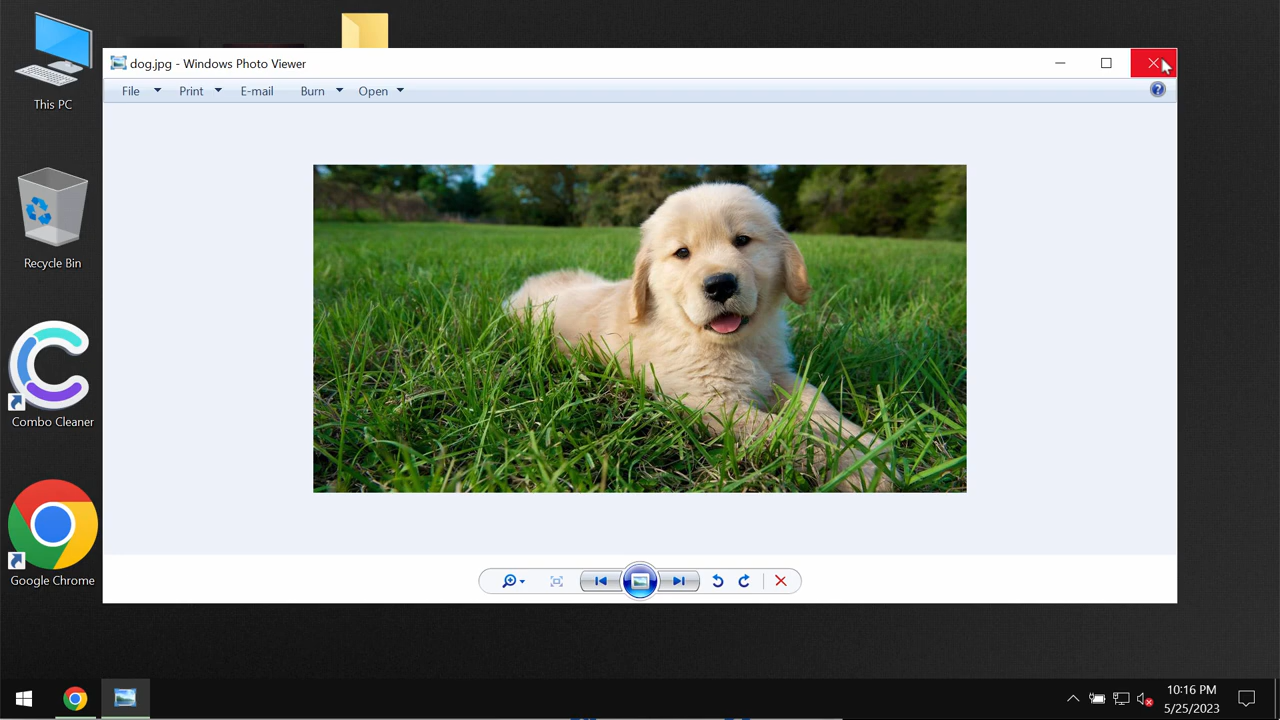 dog.jpg - Windows Photo Viewer
File Print E-mail Burn Open
This PC
Recycle Bin
Combo Cleaner
Google Chrome
10:16 PM
5/25/2023